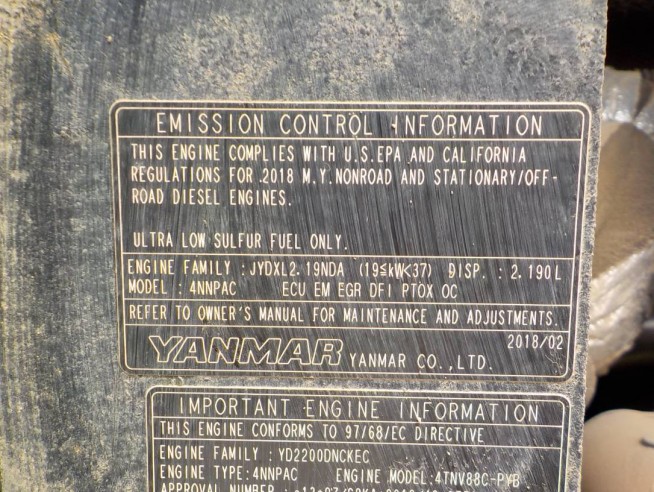 EMISSION CONTROL INFORMATION
THIS ENGINE COMPLIES WITH U.S.EPA AND CALIFORNIA
REGULATIONS FOR 2018 M.Y.NONROAD AND STATIONARY/OFF-
ROAD DIESEL ENGINES.
ULTRA LOW SULFUR FUEL ONLY.
ENGINE FAMILY : JYDXL2.19NDA (19≤kW<37) DISP. : 2.190L
MODEL : 4NNPAC ECU EM EGR DFI PTOX OC
REFER TO OWNER'S MANUAL FOR MAINTENANCE AND ADJUSTMENTS.
2018/02
YANMAR YANMAR CO.,LTD.
IMPORTANT ENGINE INFORMATION
THIS ENGINE CONFORMS TO 97/68/EC DIRECTIVE
ENGINE FAMILY : YD2200DNCKEC
ENGINE TYPE:4NNPAC ENGINE MODEL:4TNV88C-PYB
APPROVAL NUMBER